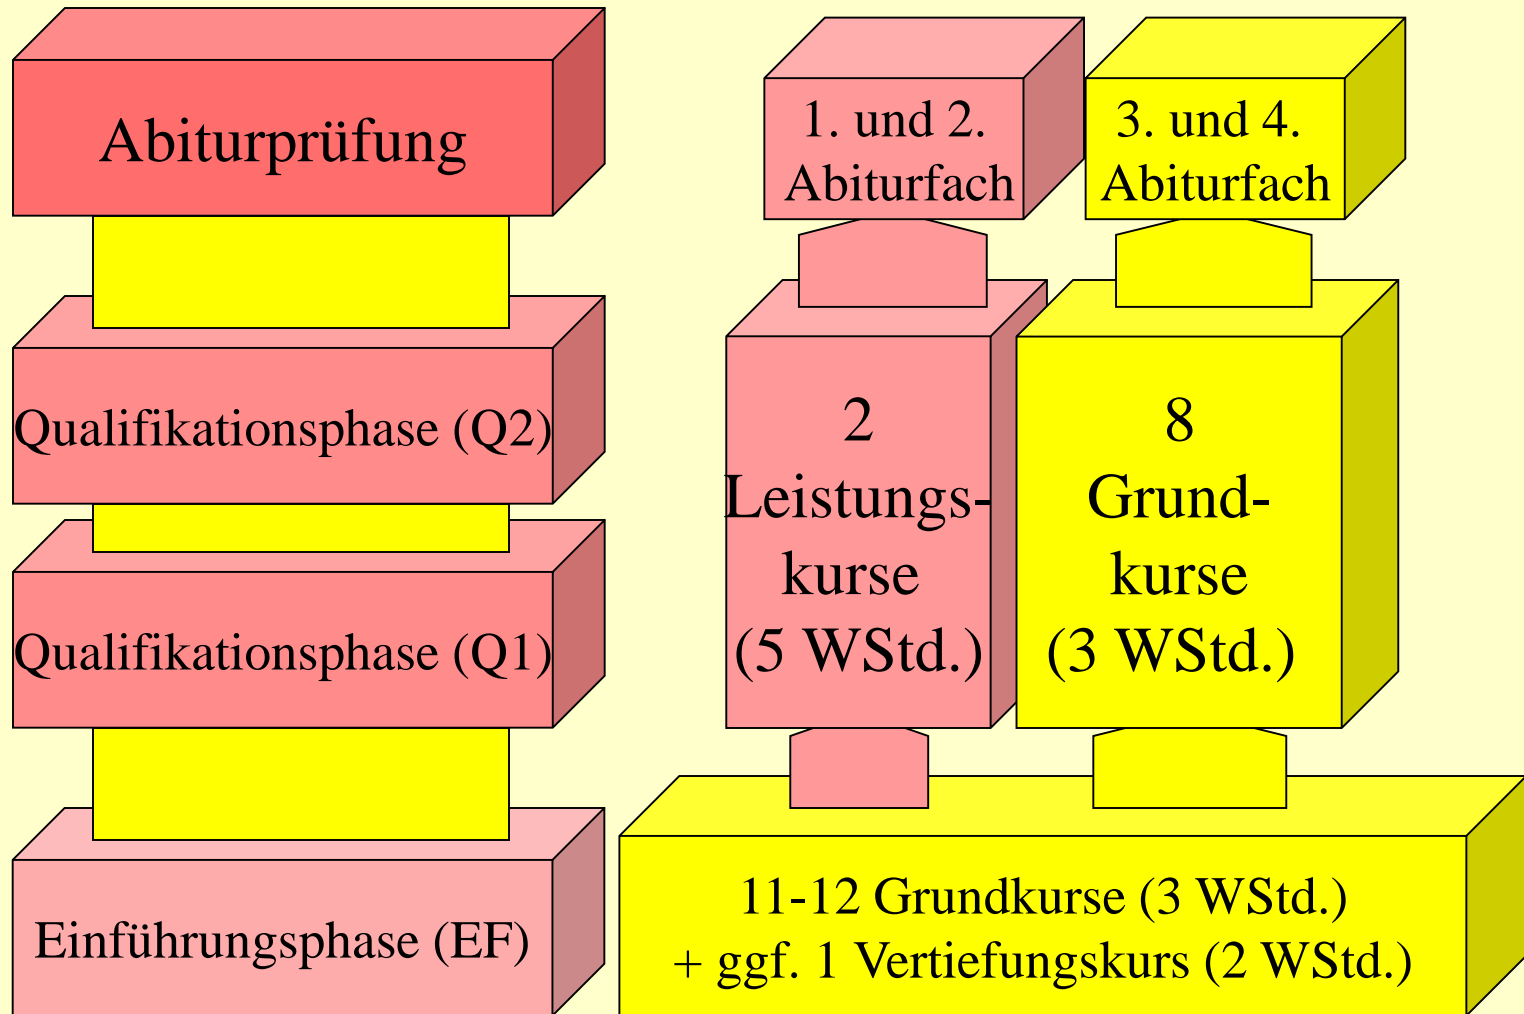 Abiturprüfung
Qualifikationsphase (Q2)
Qualifikationsphase (Q1)
Einführungsphase (EF)
1. und 2.
Abiturfach
3. und 4.
Abiturfach
2
Leistungs-
kurse
(5 WStd.)
8
Grund-
kurse
(3 WStd.)
11-12 Grundkurse (3 WStd.)
+ ggf. 1 Vertiefungskurs (2 WStd.)